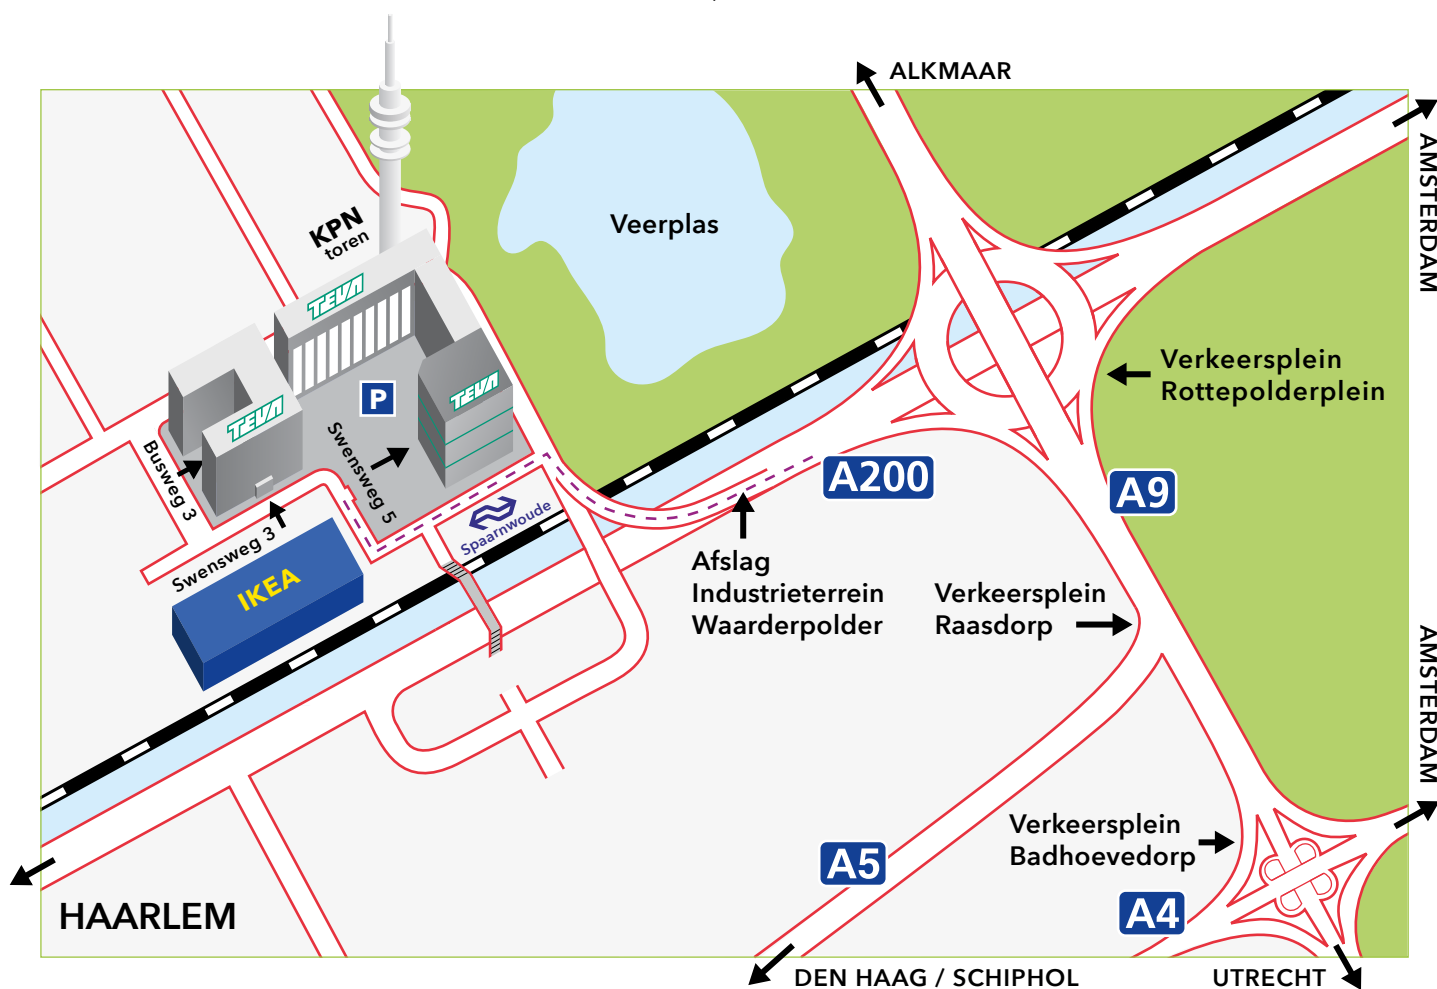 ALKMAAR
AMSTERDAM
KPN
toren
Veerplas
TEVA
TEVA
TEVA
P
Verkeersplein
Rottepolderplein
Busweg 3
Swensweg 5
A200
A9
Spaarnwoude
Swensweg 3
IKEA
Afslag
Industrieterrein
Waarderpolder
Verkeersplein
Raasdorp
AMSTERDAM
Verkeersplein
Badhoevedorp
A5
A4
HAARLEM
DEN HAAG / SCHIPHOL
UTRECHT